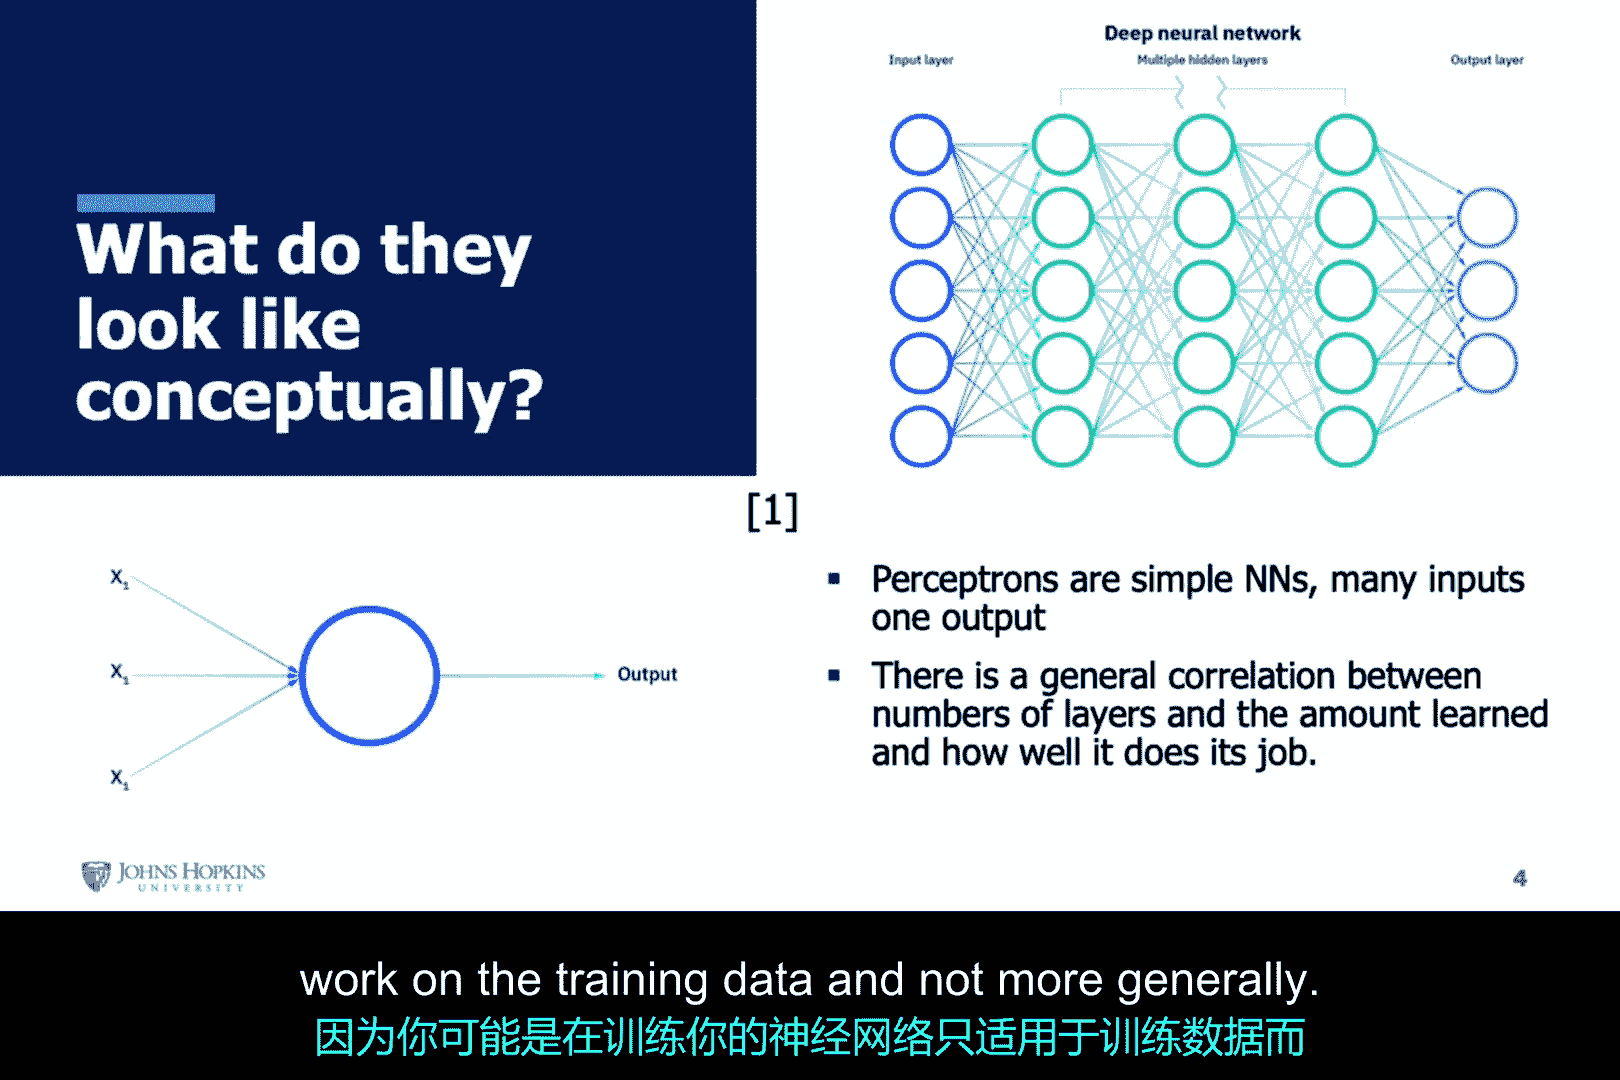 What do they
look like
conceptually?
Deep neural network
Input layer
Multiple hidden layers
Output layer
[1]
X1
X1
X1
Output
▪ Perceptrons are simple NNs, many inputs
one output
▪ There is a general correlation between
numbers of layers and the amount learned
and how well it does its job.
JOHNS HOPKINS
UNIVERSITY
4
work on the training data and not more generally.
因为你可能是在训练你的神经网络只适用于训练数据而